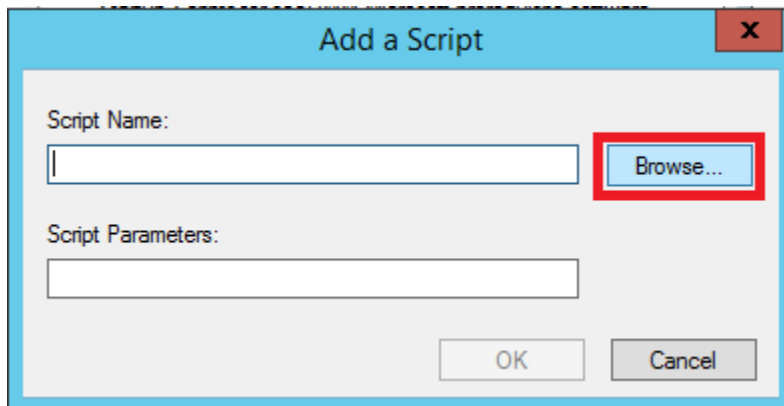 Add a Script
x
Script Name:
Browse...
Script Parameters:
OK
Cancel